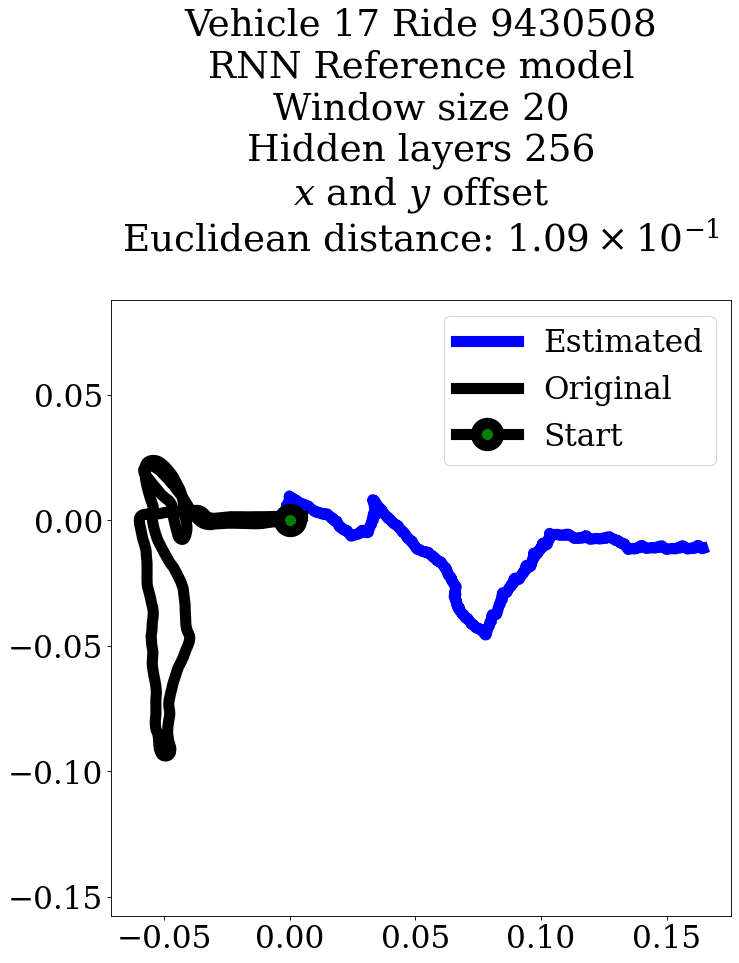 Vehicle 17 Ride 9430508
RNN Reference model
Window size 20
Hidden layers 256
x and y offset
Euclidean distance: 1.09 × 10⁻¹
Estimated
Original
Start
0.05
0.00
−0.05
−0.10
−0.15
−0.05 0.00 0.05 0.10 0.15